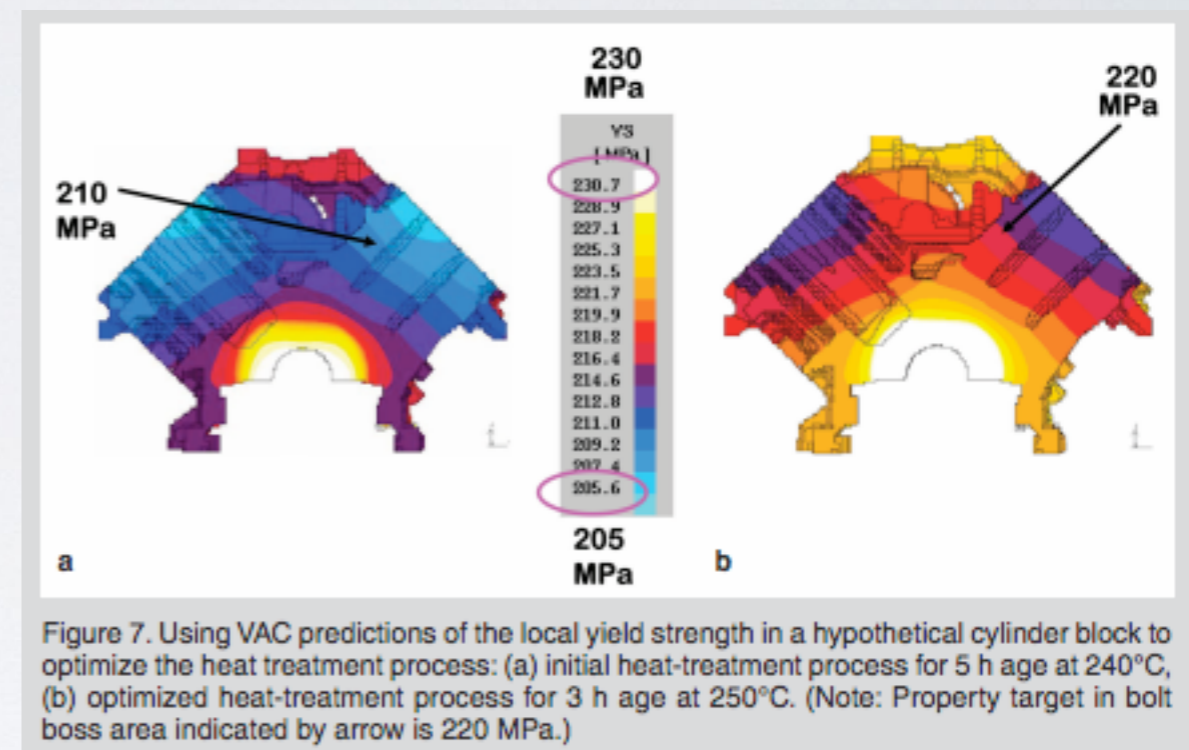 230
MPa
220
MPa
YS
[MPa]
210
MPa
230.7
228.9
227.1
225.3
223.5
221.7
219.9
218.2
216.4
214.6
212.8
211.0
209.2
207.4
205.6
205
MPa
a
b
Figure 7. Using VAC predictions of the local yield strength in a hypothetical cylinder block to
optimize the heat treatment process: (a) initial heat-treatment process for 5 h age at 240°C,
(b) optimized heat-treatment process for 3 h age at 250°C. (Note: Property target in bolt
boss area indicated by arrow is 220 MPa.)